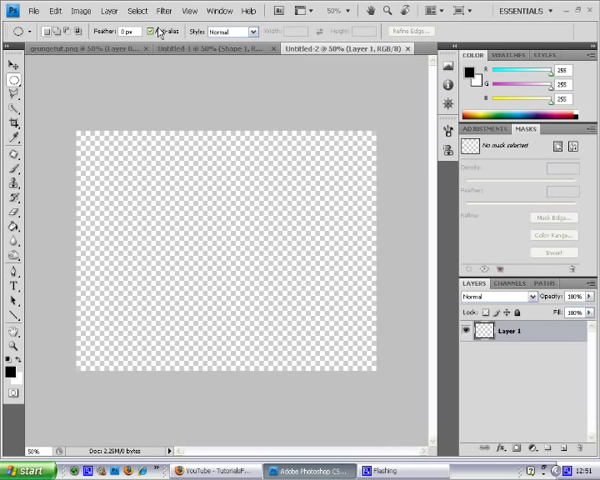 Ps File Edit Image Layer Select Filter Analysis View Window Help 50% ESSENTIALS
Feather: 0 px Anti-alias Style: Normal Width: Height: Refine Edge...
grungetut.png @ 50% (Layer 0, Untitled-1 @ 50% (Shape 1, R... Untitled-2 @ 50% (Layer 1, RGB/8)
COLOR SWATCHES STYLES
R 255
G 255
B 255
ADJUSTMENTS MASKS
No mask selected
Density:
Feather:
Refine: Mask Edge...
Color Range...
Invert
LAYERS CHANNELS PATHS
Normal Opacity: 100%
Lock: Fill: 100%
Layer 1
50% Doc: 2.25M/0 bytes
start YouTube - TutorialsF... Adobe Photoshop CS... Flashing 12:51